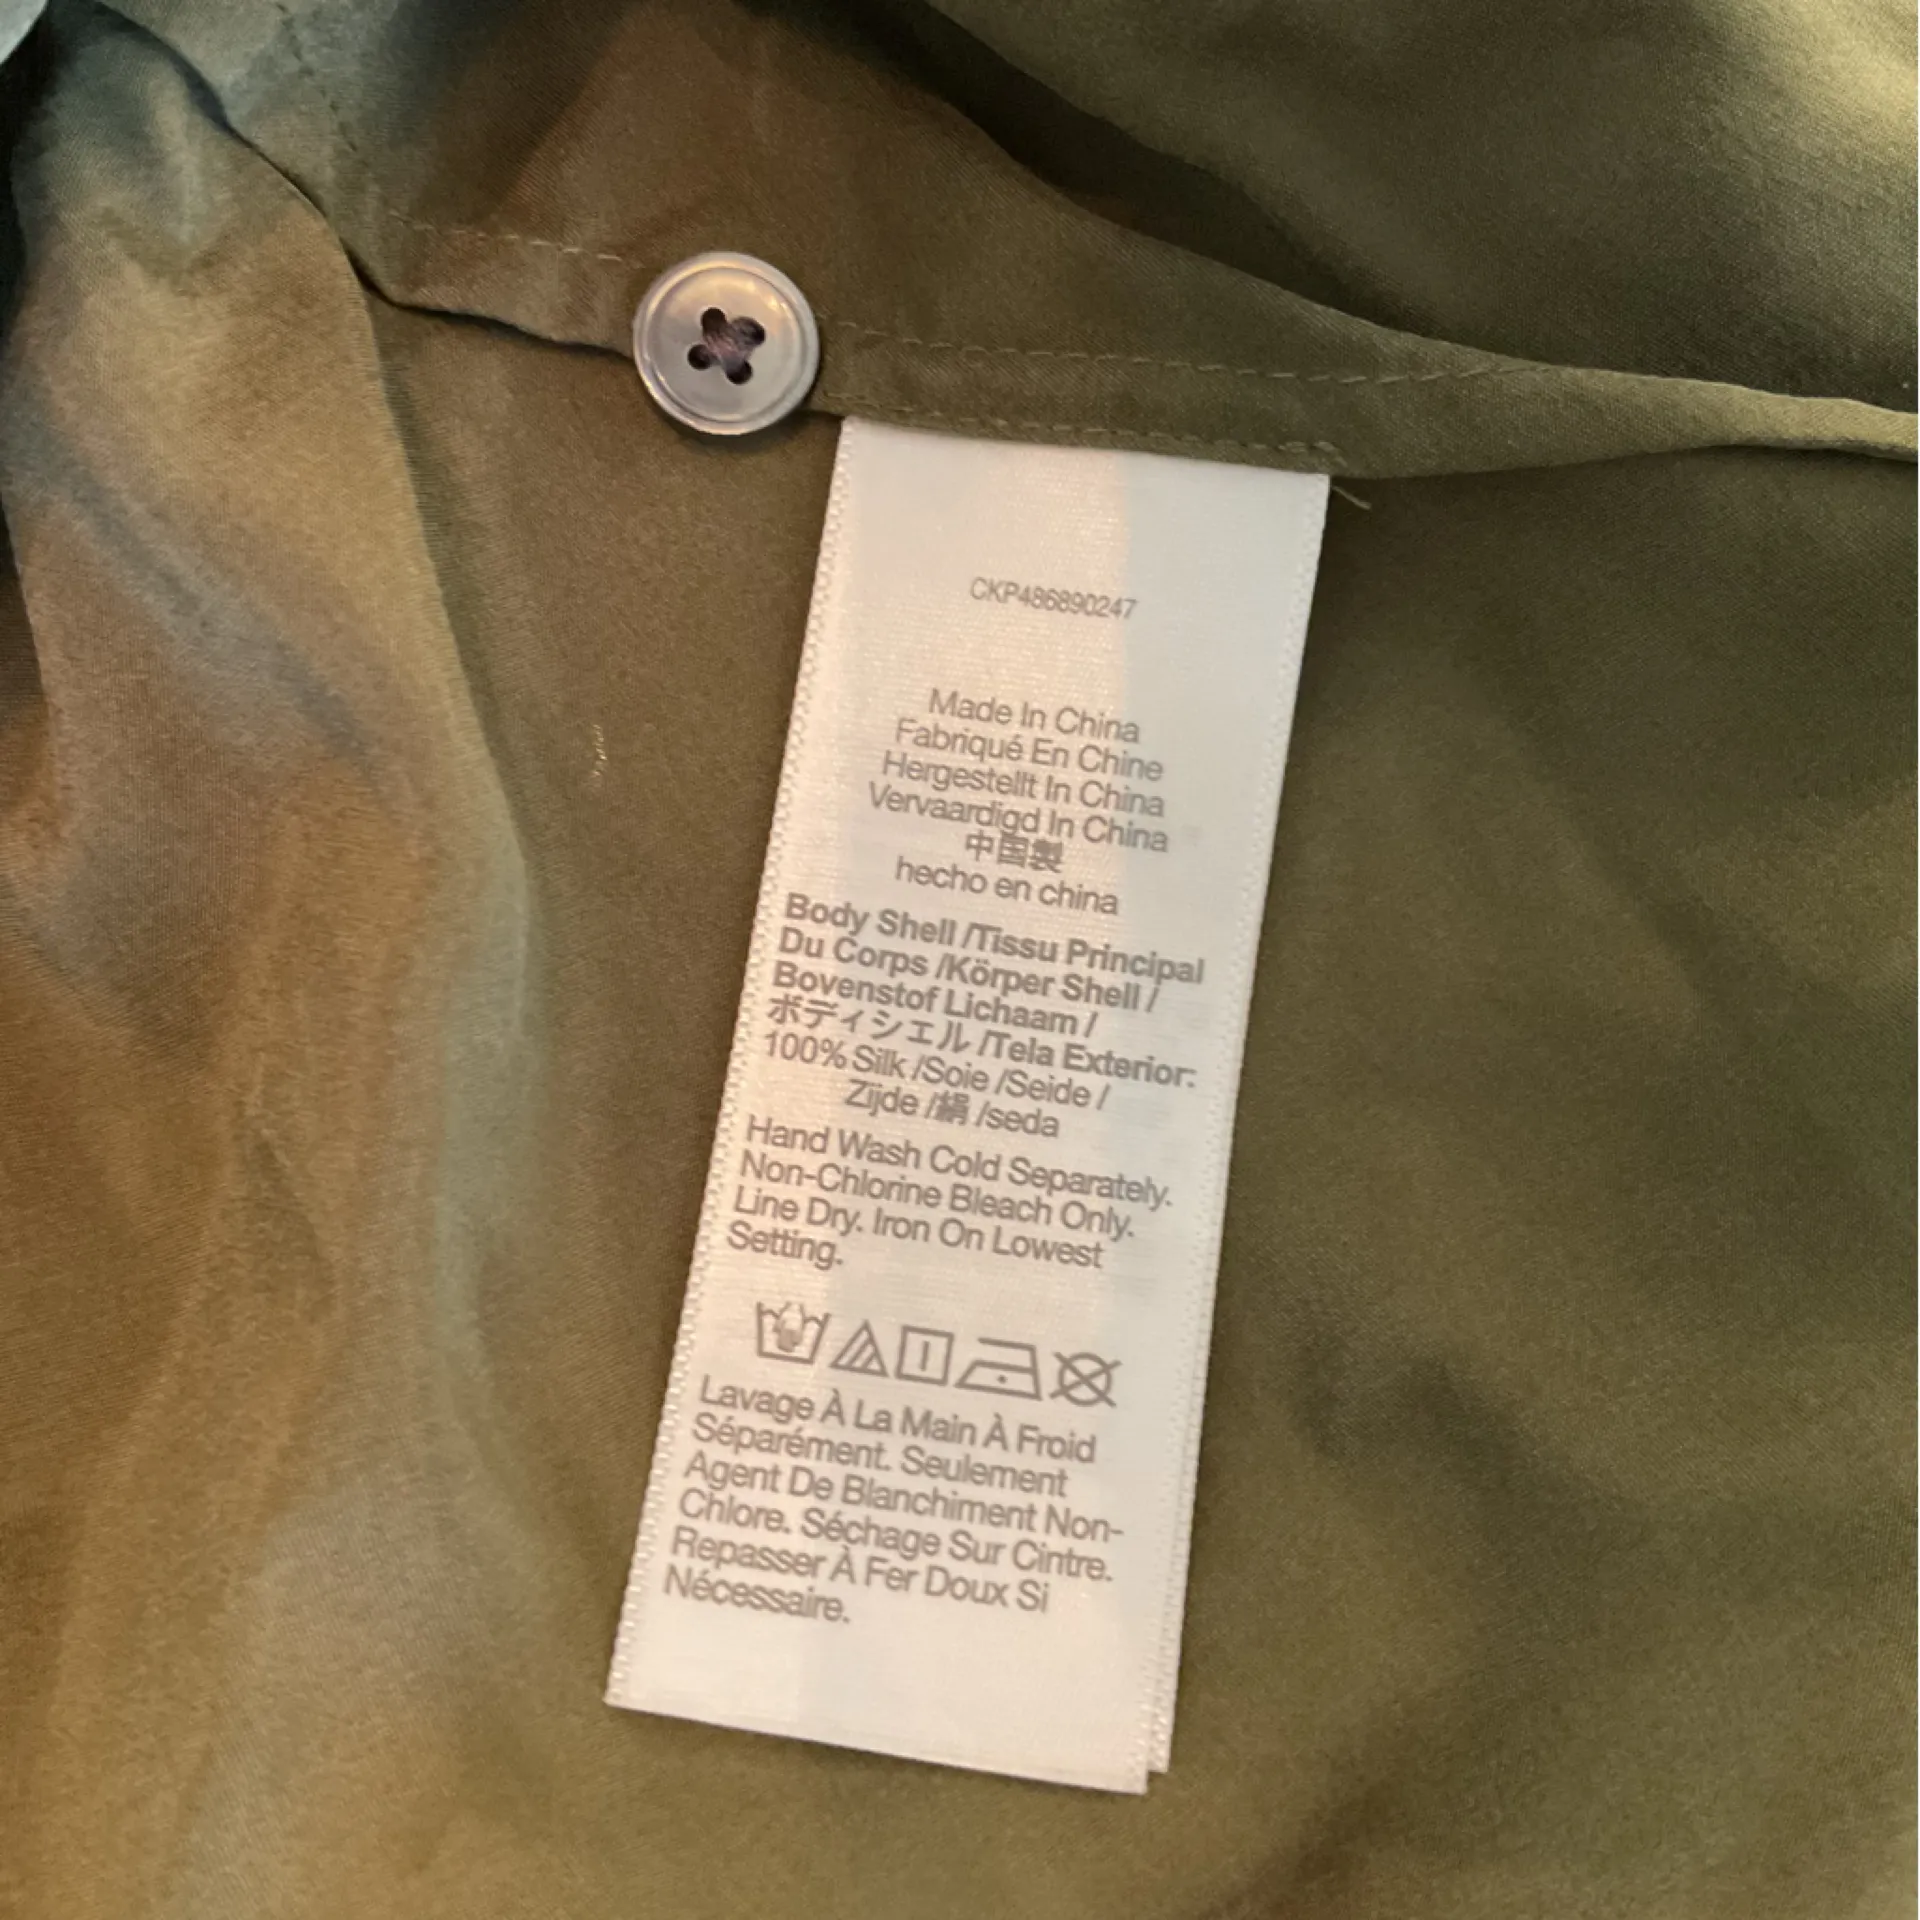 CKP486890247
Made In China
Fabriqué En Chine
Hergestellt In China
Vervaardigd In China
中国製
hecho en china
Body Shell /Tissu Principal
Du Corps /Körper Shell /
Bovenstof Lichaam /
ボディシェル /Tela Exterior:
100% Silk /Soie /Seide /
Zijde /絹 /seda
Hand Wash Cold Separately.
Non-Chlorine Bleach Only.
Line Dry. Iron On Lowest
Setting.
Lavage À La Main À Froid
Séparément. Seulement
Agent De Blanchiment Non-
Chlore. Séchage Sur Cintre.
Repasser À Fer Doux Si
Nécessaire.